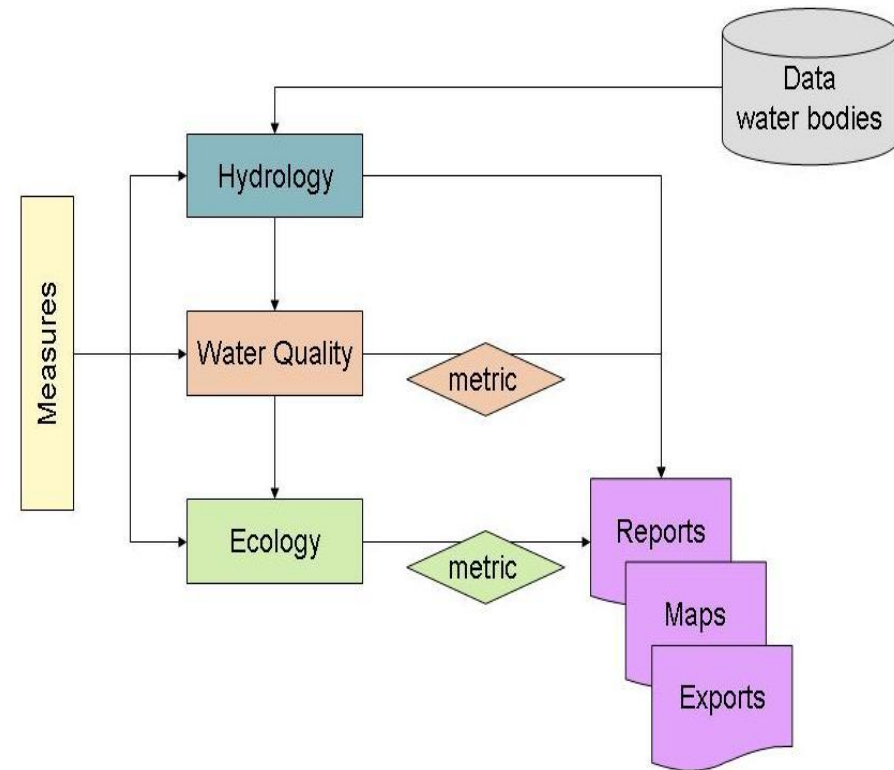 Data
water bodies
Hydrology
Measures
Water Quality
metric
Ecology
metric
Reports
Maps
Exports